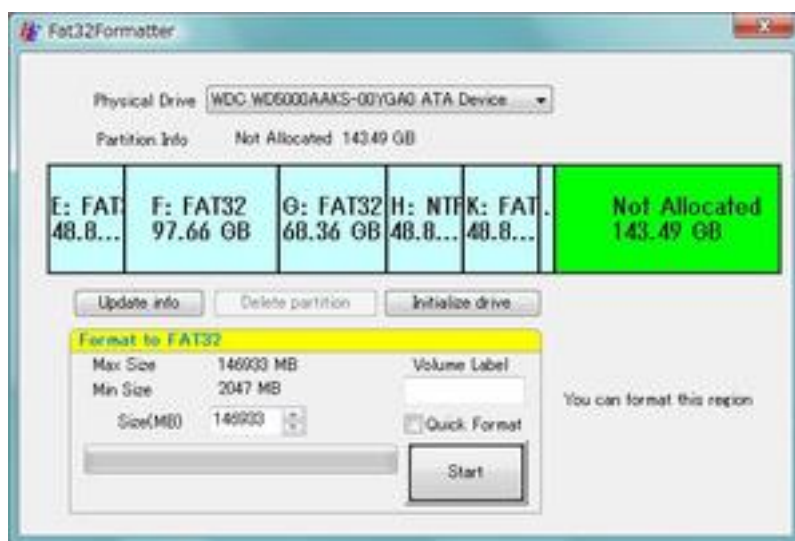 Fat32Formatter
Physical Drive WDC WD5000AAKS-00YGA0 ATA Device
Partition Info Not Allocated 143.49 GB
E: FAT F: FAT32 G: FAT32 H: NTF K: FAT . Not Allocated
48.8... 97.66 GB 68.36 GB 48.8... 48.8... 143.49 GB
Update info Delete partition Initialize drive
Format to FAT32
Max Size 146933 MB Volume Label
Min Size 2047 MB
You can format this region
Size(MB) 146933 Quick Format
Start